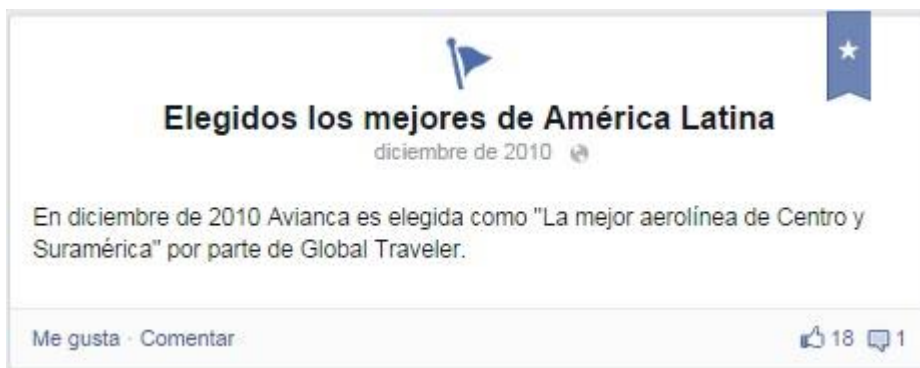 Elegidos los mejores de América Latina
diciembre de 2010
En diciembre de 2010 Avianca es elegida como "La mejor aerolínea de Centro y
Suramérica" por parte de Global Traveler.
Me gusta · Comentar 18 1